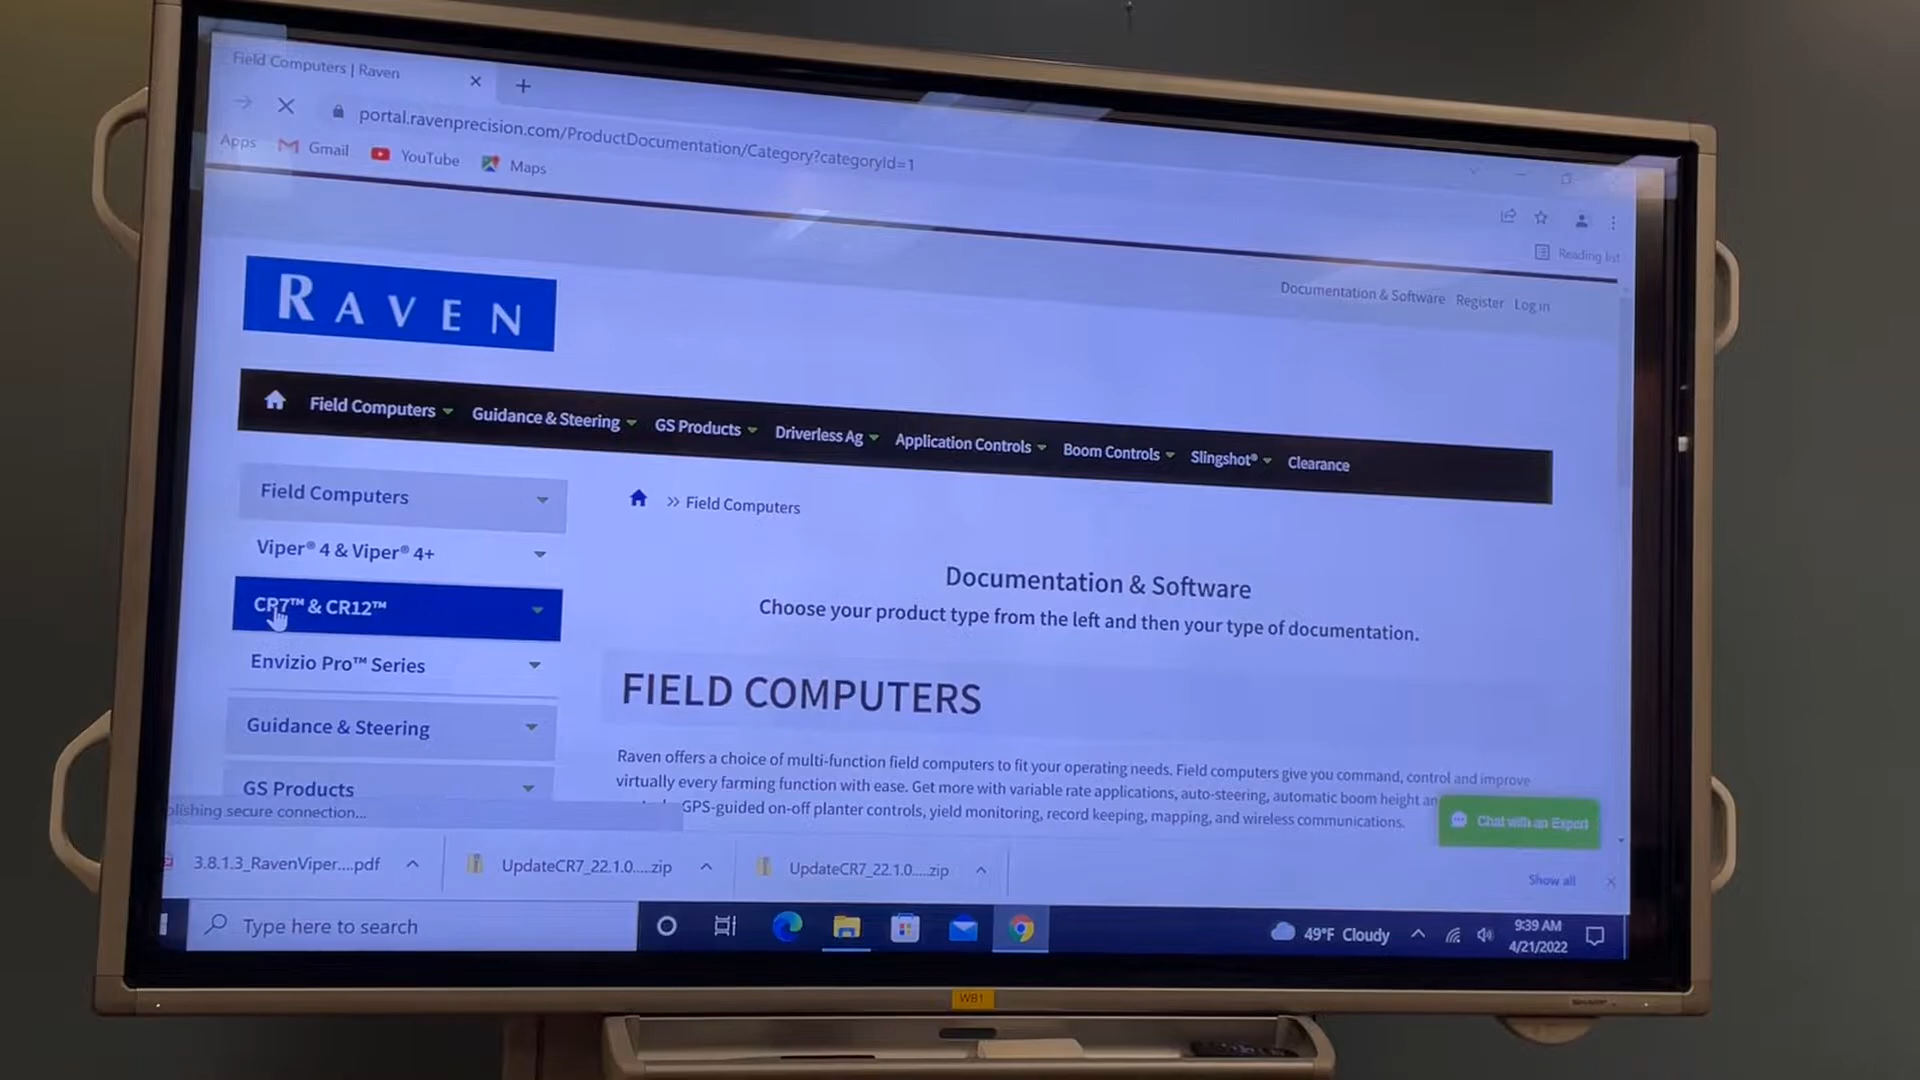 Field Computers | Raven
portal.ravenprecision.com/ProductDocumentation/Category?categoryId=1
Apps Gmail YouTube Maps
Reading list
Documentation & Software Register Log in
RAVEN
Field Computers Guidance & Steering GS Products Driverless Ag Application Controls Boom Controls Slingshot® Clearance
Field Computers
>> Field Computers
Viper® 4 & Viper® 4+
Documentation & Software
CR7™ & CR12™
Choose your product type from the left and then your type of documentation.
Envizio Pro™ Series
FIELD COMPUTERS
Guidance & Steering
Raven offers a choice of multi-function field computers to fit your operating needs. Field computers give you command, control and improve
virtually every farming function with ease. Get more with variable rate applications, auto-steering, automatic boom height an
GPS-guided on-off planter controls, yield monitoring, record keeping, mapping, and wireless communications.
GS Products
Chat with an Expert
blishing secure connection...
3.8.1.3_RavenViper....pdf UpdateCR7_22.1.0.....zip UpdateCR7_22.1.0.....zip
Show all
Type here to search
49°F Cloudy
9:39 AM
4/21/2022
WB1
SHARP